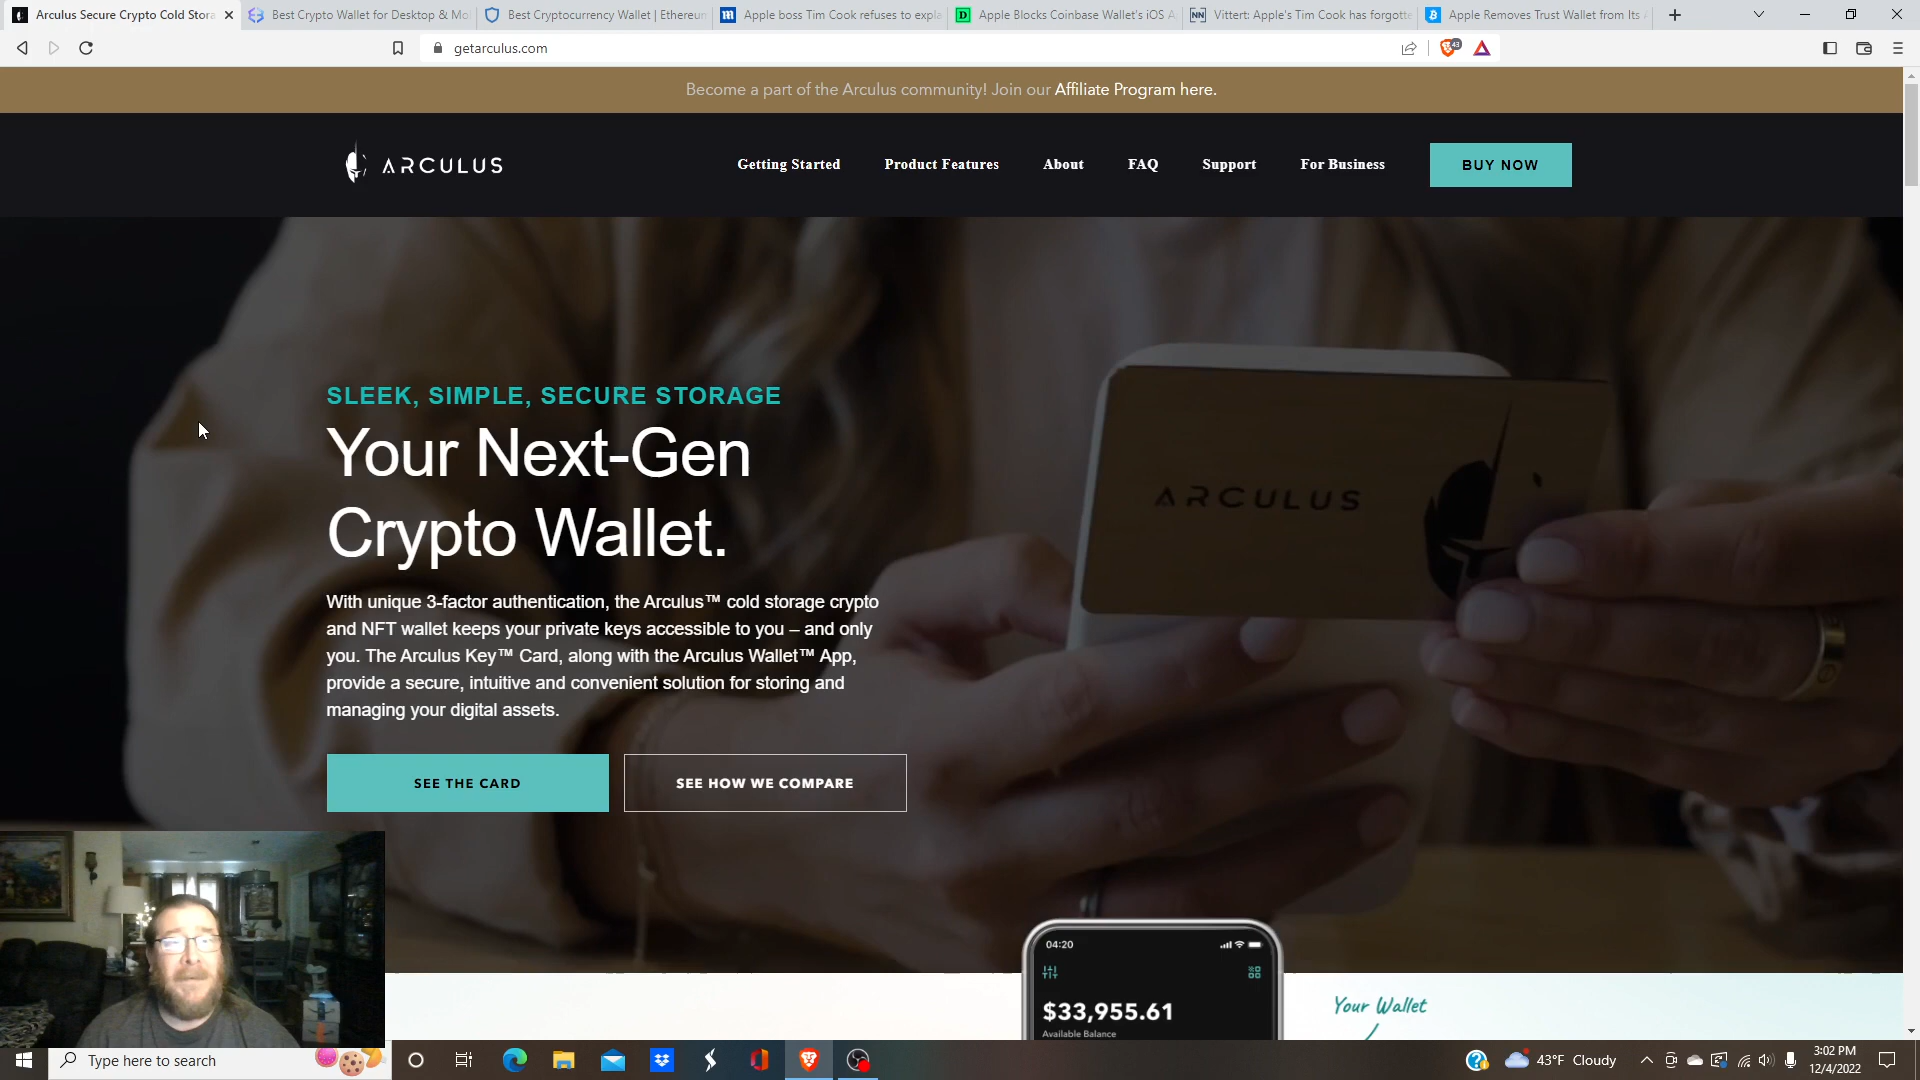 Arculus Secure Crypto Cold Stora
Best Crypto Wallet for Desktop & Mo
Best Cryptocurrency Wallet | Ethereum
Apple boss Tim Cook refuses to expla
Apple Blocks Coinbase Wallet's iOS A
Vittert: Apple's Tim Cook has forgotte
Apple Removes Trust Wallet from Its A
getarculus.com
43
Become a part of the Arculus community! Join our Affiliate Program here.
ARCULUS
Getting Started
Product Features
About
FAQ
Support
For Business
BUY NOW
SLEEK, SIMPLE, SECURE STORAGE
Your Next-Gen
Crypto Wallet.
ARCULUS
With unique 3-factor authentication, the Arculus™ cold storage crypto
and NFT wallet keeps your private keys accessible to you – and only
you. The Arculus Key™ Card, along with the Arculus Wallet™ App,
provide a secure, intuitive and convenient solution for storing and
managing your digital assets.
SEE THE CARD
SEE HOW WE COMPARE
04:20
$33,955.61
Available Balance
Your Wallet
Type here to search
43°F Cloudy
3:02 PM
12/4/2022